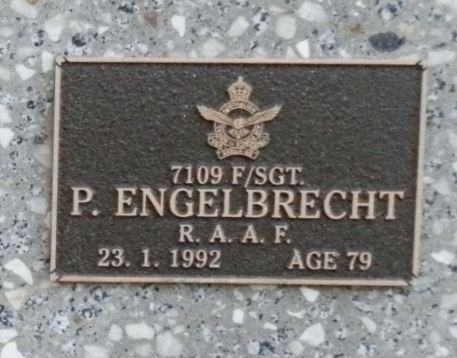 7109 F/SGT.
P. ENGELBRECHT
R. A. A. F.
23. 1. 1992 AGE 79